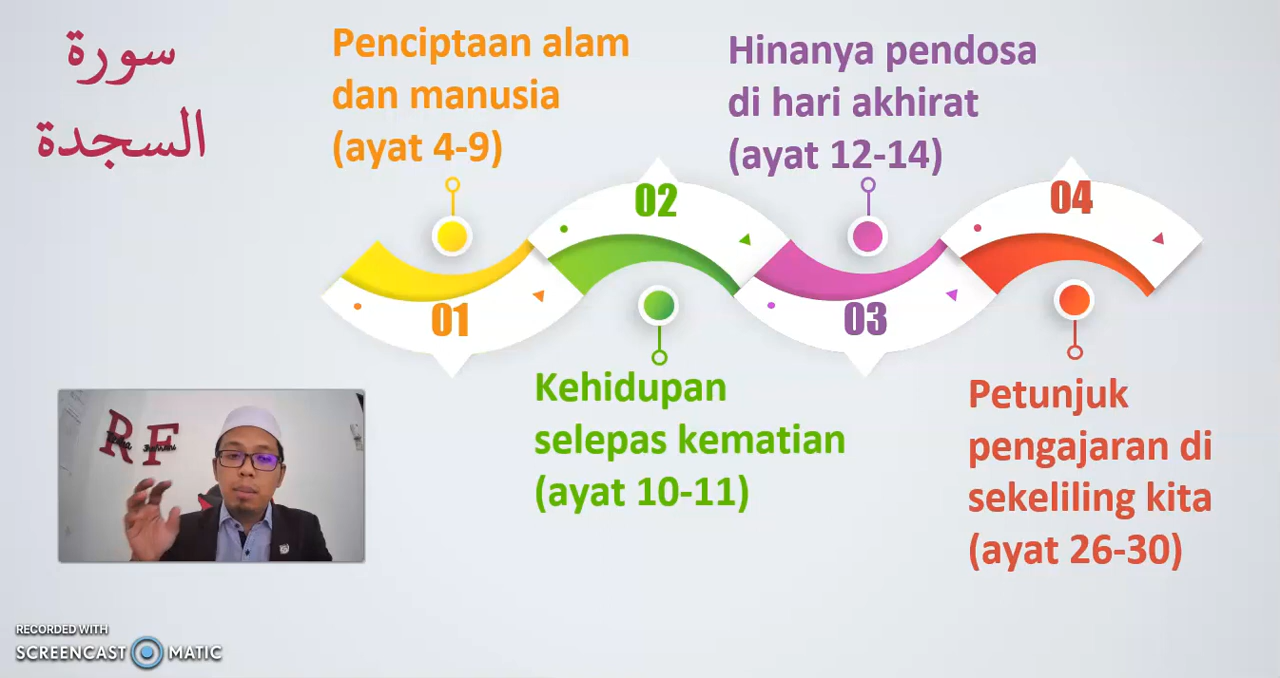 سورة
السجدة
Penciptaan alam
dan manusia
(ayat 4-9)
01
02
Kehidupan
selepas kematian
(ayat 10-11)
Hinanya pendosa
di hari akhirat
(ayat 12-14)
03
04
Petunjuk
pengajaran di
sekeliling kita
(ayat 26-30)
R F
RECORDED WITH
SCREENCAST MATIC